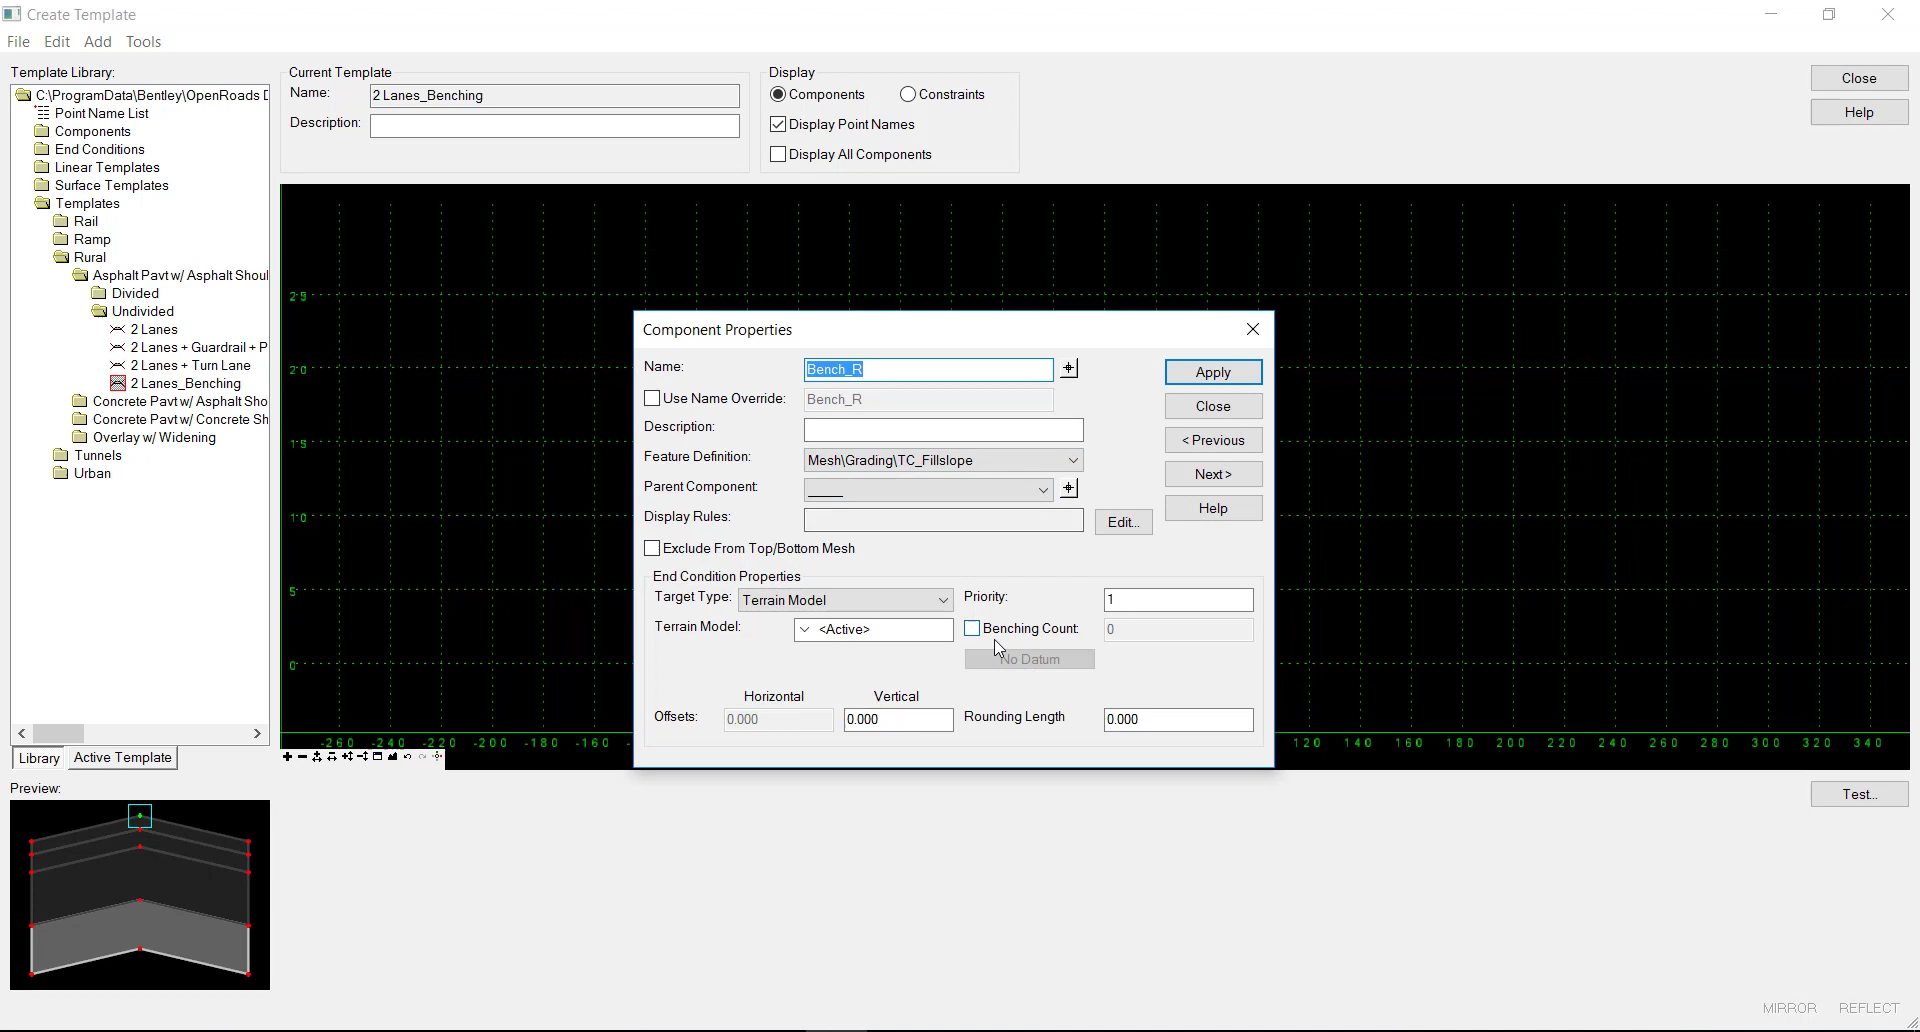 Create Template
File Edit Add Tools
Template Library:
C:\ProgramData\Bentley\OpenRoads D
Point Name List
Components
End Conditions
Linear Templates
Surface Templates
Templates
Rail
Ramp
Rural
Asphalt Pavt w/ Asphalt Shoul
Divided
Undivided
2 Lanes
2 Lanes + Guardrail + P
2 Lanes + Turn Lane
2 Lanes_Benching
Concrete Pavt w/ Asphalt Sho
Concrete Pavt w/ Concrete Sh
Overlay w/ Widening
Tunnels
Urban
Library Active Template
Preview:
Current Template
Name: 2 Lanes_Benching
Description:
Display
Components Constraints
Display Point Names
Display All Components
Close
Help
25
20
15
10
5
0
-260 -240 -220 -200 -180 -160 120 140 160 180 200 220 240 260 280 300 320 340
Component Properties
Name: Bench_R
Use Name Override: Bench_R
Description:
Feature Definition: Mesh\Grading\TC_Fillslope
Parent Component:
Display Rules: Edit...
Exclude From Top/Bottom Mesh
Apply
Close
< Previous
Next >
Help
End Condition Properties
Target Type: Terrain Model Priority: 1
Terrain Model: <Active> Benching Count: 0
No Datum
Horizontal Vertical
Offsets: 0.000 0.000 Rounding Length 0.000
Test...
MIRROR REFLECT